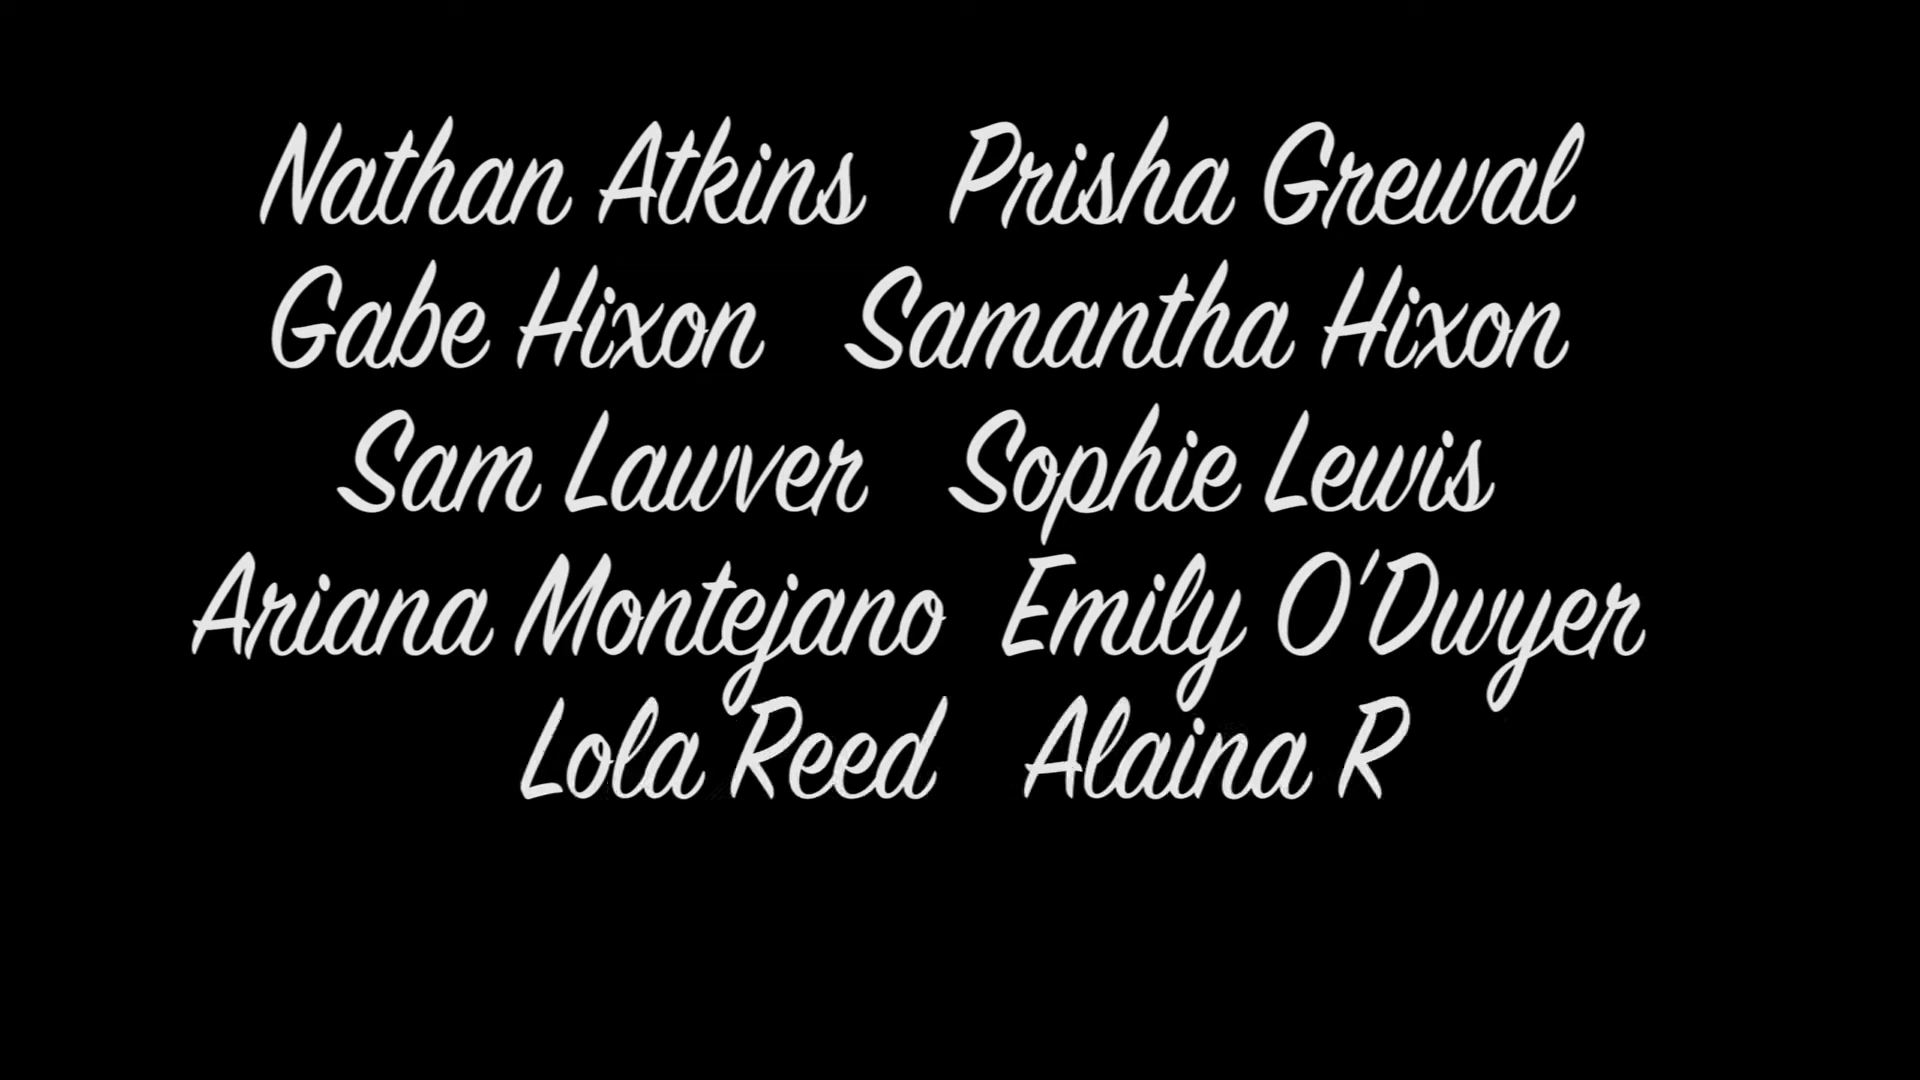 Nathan Atkins Prisha Grewal
Gabe Hixon Samantha Hixon
Sam Lauver Sophie Lewis
Ariana Montejano Emily O'Dwyer
Lola Reed Alaina R